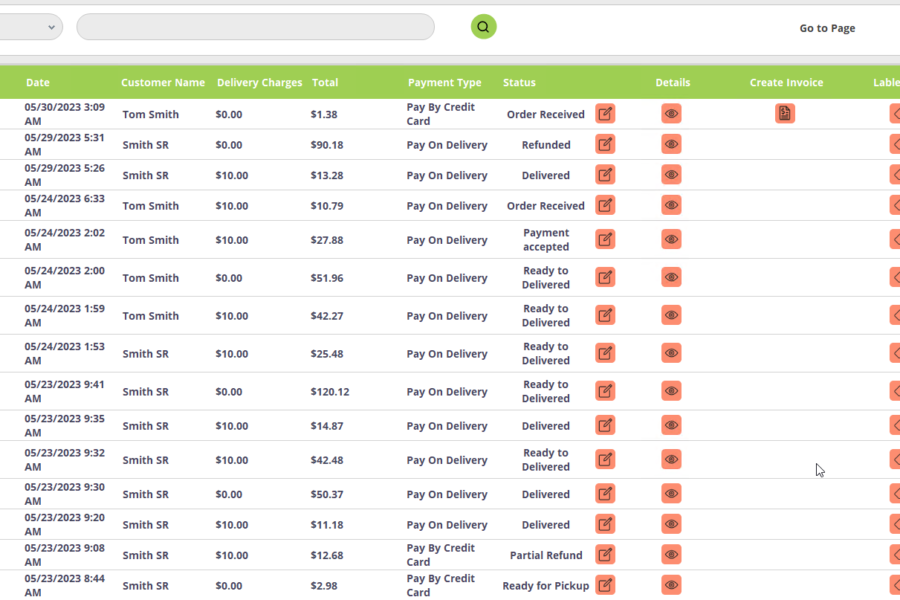 Go to Page
Date Customer Name Delivery Charges Total Payment Type Status Details Create Invoice Lable
05/30/2023 3:09 AM Tom Smith $0.00 $1.38 Pay By Credit Card Order Received
05/29/2023 5:31 AM Smith SR $0.00 $90.18 Pay On Delivery Refunded
05/29/2023 5:26 AM Smith SR $10.00 $13.28 Pay On Delivery Delivered
05/24/2023 6:33 AM Tom Smith $10.00 $10.79 Pay On Delivery Order Received
05/24/2023 2:02 AM Tom Smith $10.00 $27.88 Pay On Delivery Payment accepted
05/24/2023 2:00 AM Tom Smith $0.00 $51.96 Pay On Delivery Ready to Delivered
05/24/2023 1:59 AM Tom Smith $10.00 $42.27 Pay On Delivery Ready to Delivered
05/24/2023 1:53 AM Smith SR $10.00 $25.48 Pay On Delivery Ready to Delivered
05/23/2023 9:41 AM Smith SR $0.00 $120.12 Pay On Delivery Ready to Delivered
05/23/2023 9:35 AM Smith SR $10.00 $14.87 Pay On Delivery Delivered
05/23/2023 9:32 AM Smith SR $10.00 $42.48 Pay On Delivery Ready to Delivered
05/23/2023 9:30 AM Smith SR $0.00 $50.37 Pay On Delivery Delivered
05/23/2023 9:20 AM Smith SR $10.00 $11.18 Pay On Delivery Delivered
05/23/2023 9:08 AM Smith SR $10.00 $12.68 Pay By Credit Card Partial Refund
05/23/2023 8:44 AM Smith SR $0.00 $2.98 Pay By Credit Card Ready for Pickup